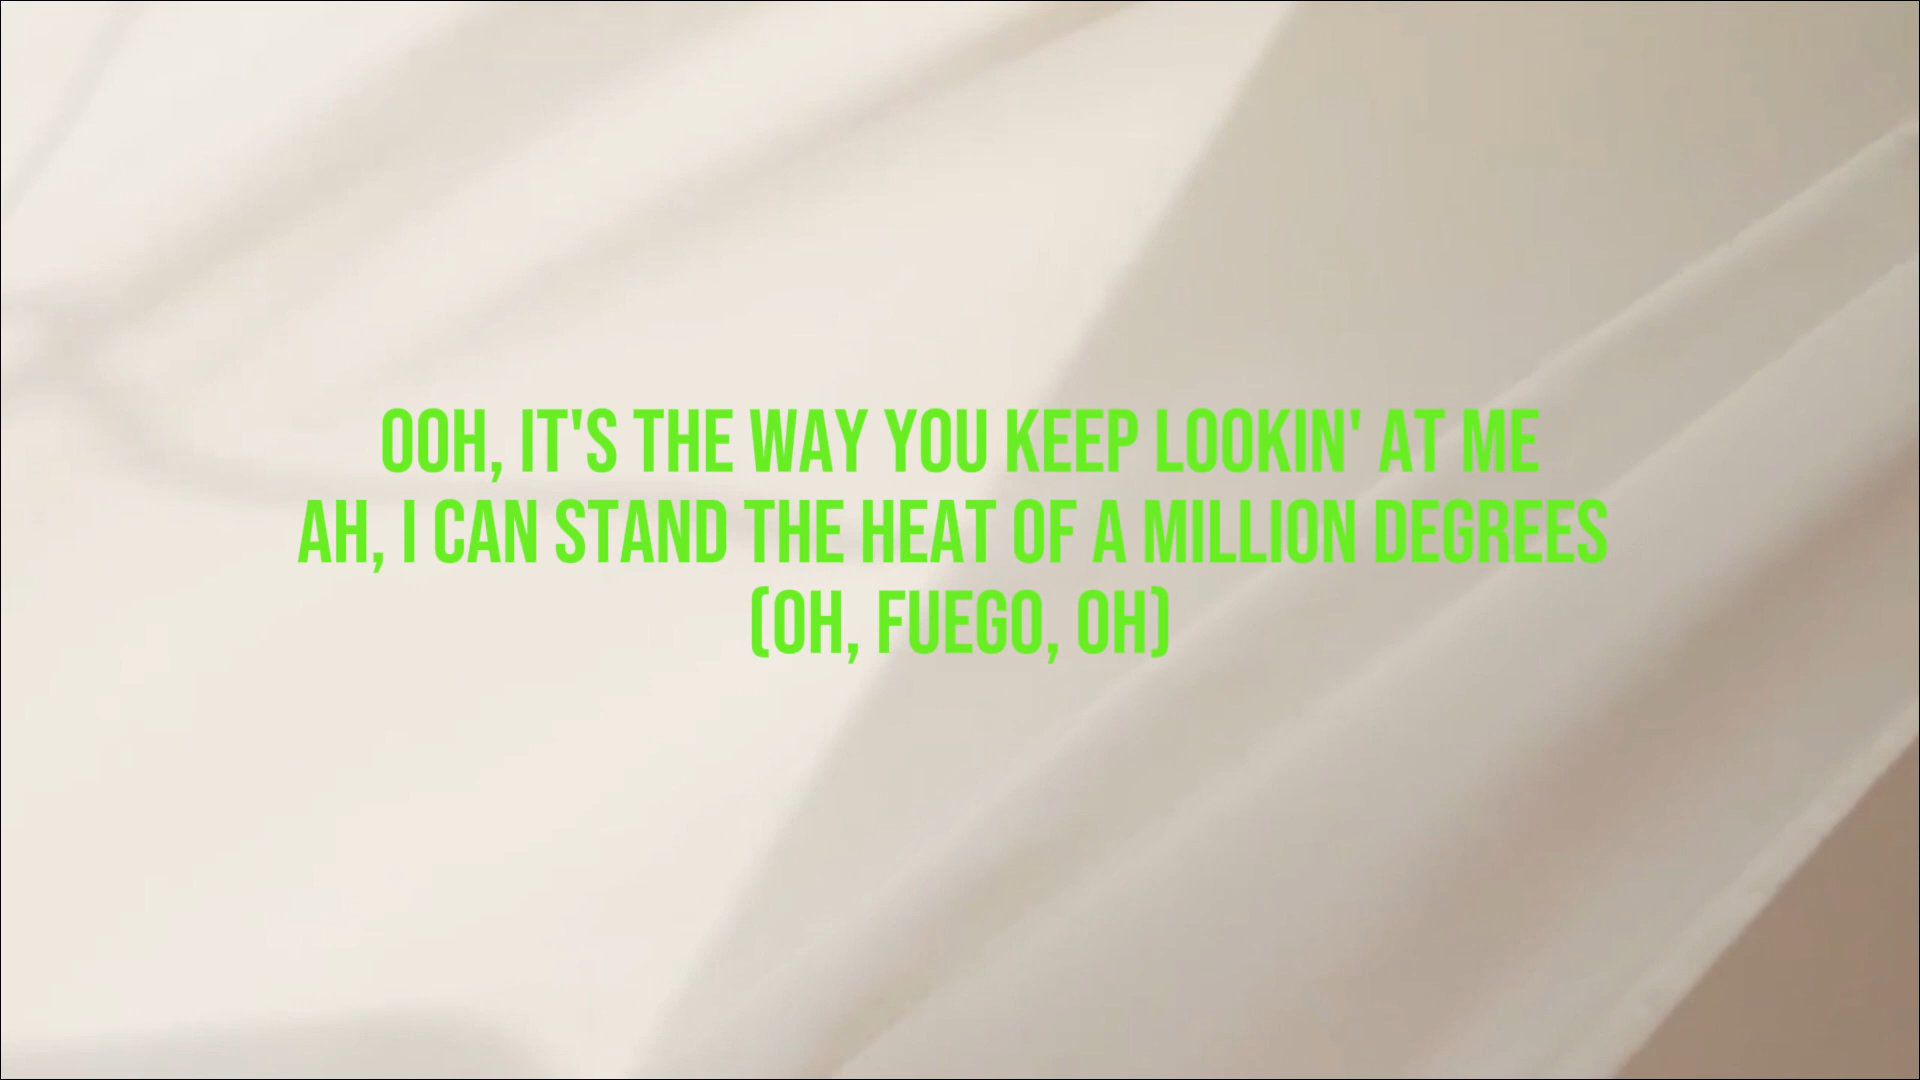 OOH, IT'S THE WAY YOU KEEP LOOKIN' AT ME
AH, I CAN STAND THE HEAT OF A MILLION DEGREES
(OH, FUEGO, OH)